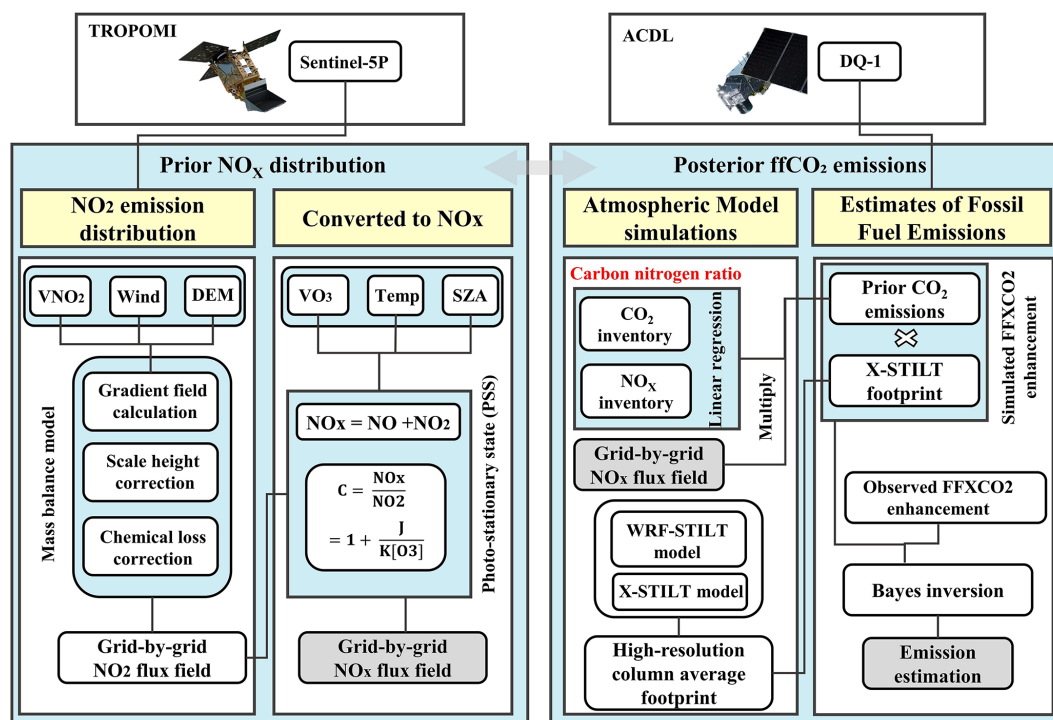 TROPOMI
Sentinel-5P
ACDL
DQ-1
Prior NOX distribution
NO2 emission
distribution
Converted to NOx
VNO2
Wind
DEM
Mass balance model
Gradient field
calculation
Scale height
correction
Chemical loss
correction
Grid-by-grid
NO2 flux field
VO3
Temp
SZA
Photo-stationary state (PSS)
NOx = NO +NO2
C = NOx/NO2
= 1 + J/K[O3]
Grid-by-grid
NOx flux field
Posterior ffCO2 emissions
Atmospheric Model
simulations
Estimates of Fossil
Fuel Emissions
Carbon nitrogen ratio
CO2
inventory
NOX
inventory
Linear regression
Multiply
Grid-by-grid
NOx flux field
WRF-STILT
model
X-STILT model
High-resolution
column average
footprint
Prior CO2
emissions
X-STILT
footprint
Simulated FFXCO2
enhancement
Observed FFXCO2
enhancement
Bayes inversion
Emission
estimation